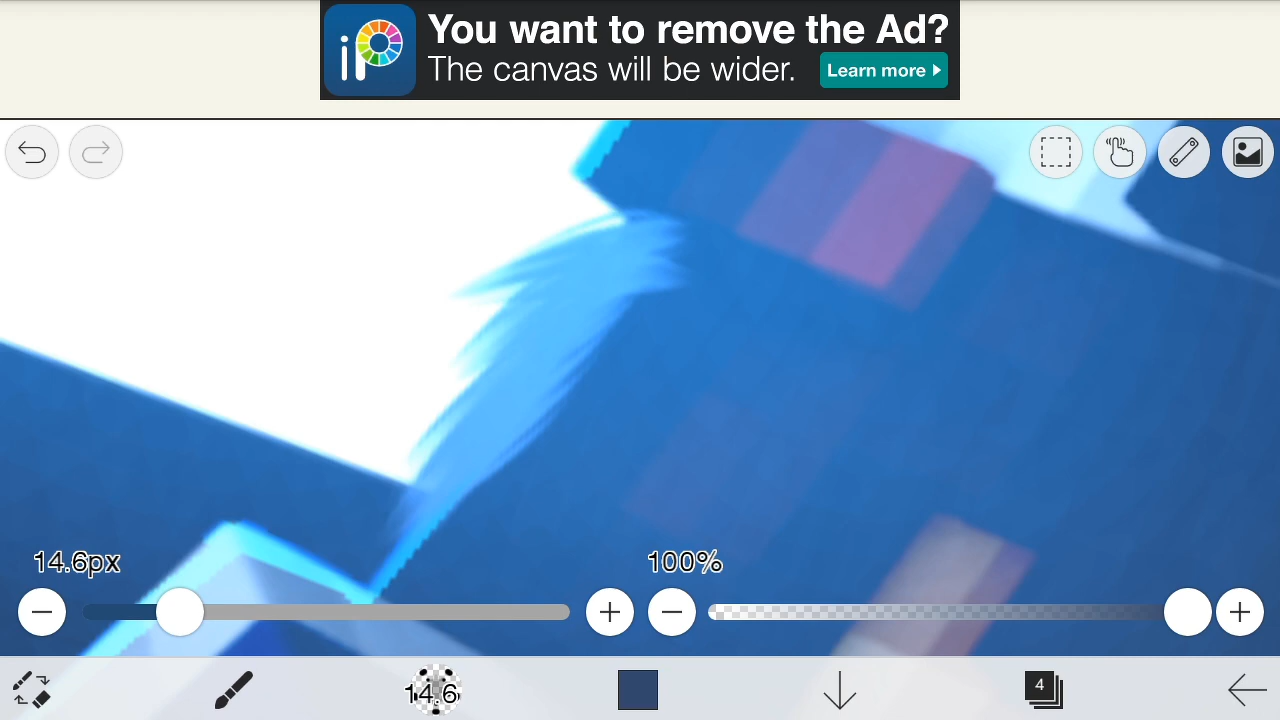 iP
You want to remove the Ad?
The canvas will be wider.
Learn more
14.6px
100%
14.6
4